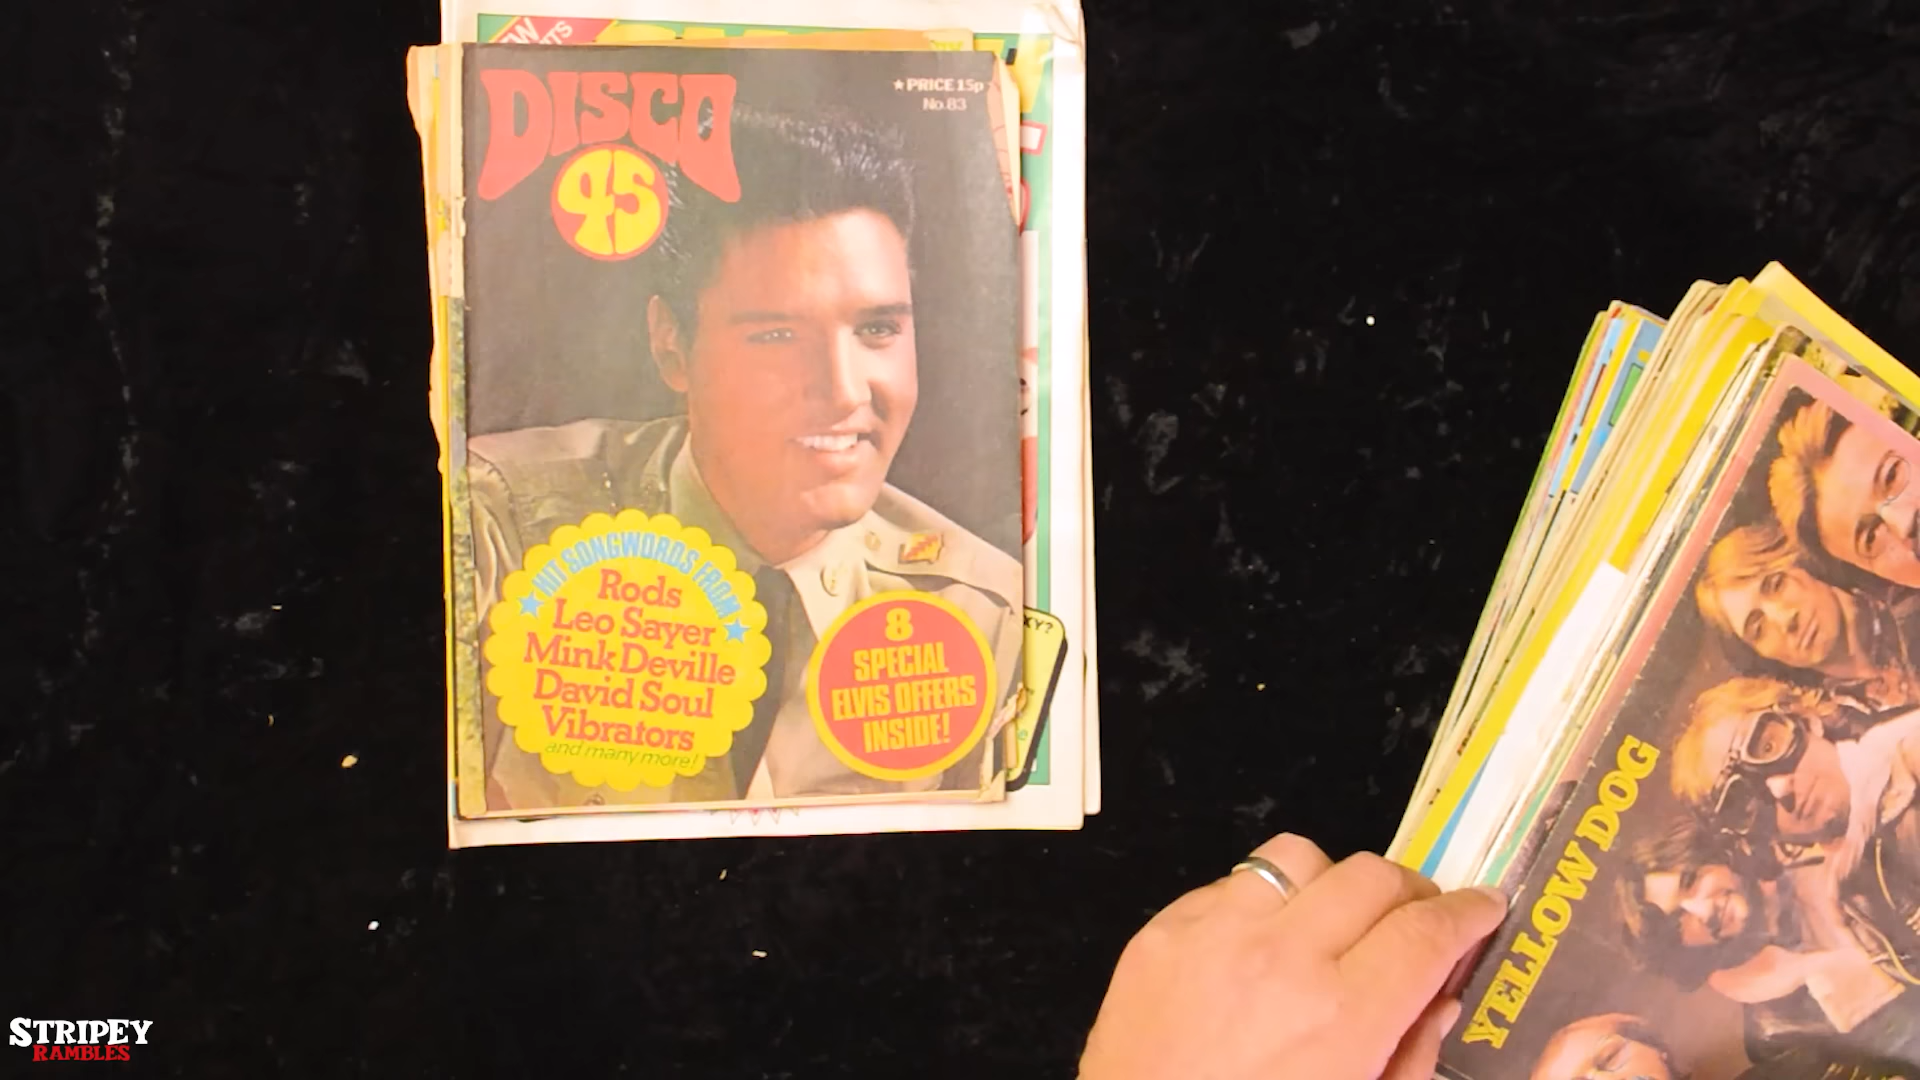 DISCO
45
★ PRICE 15p
No.83
HIT SONGWORDS FROM
Rods
Leo Sayer
Mink Deville
David Soul
Vibrators
and many more!
8
SPECIAL
ELVIS OFFERS
INSIDE!
XY?
YELLOW DOG
STRIPEY
RAMBLES